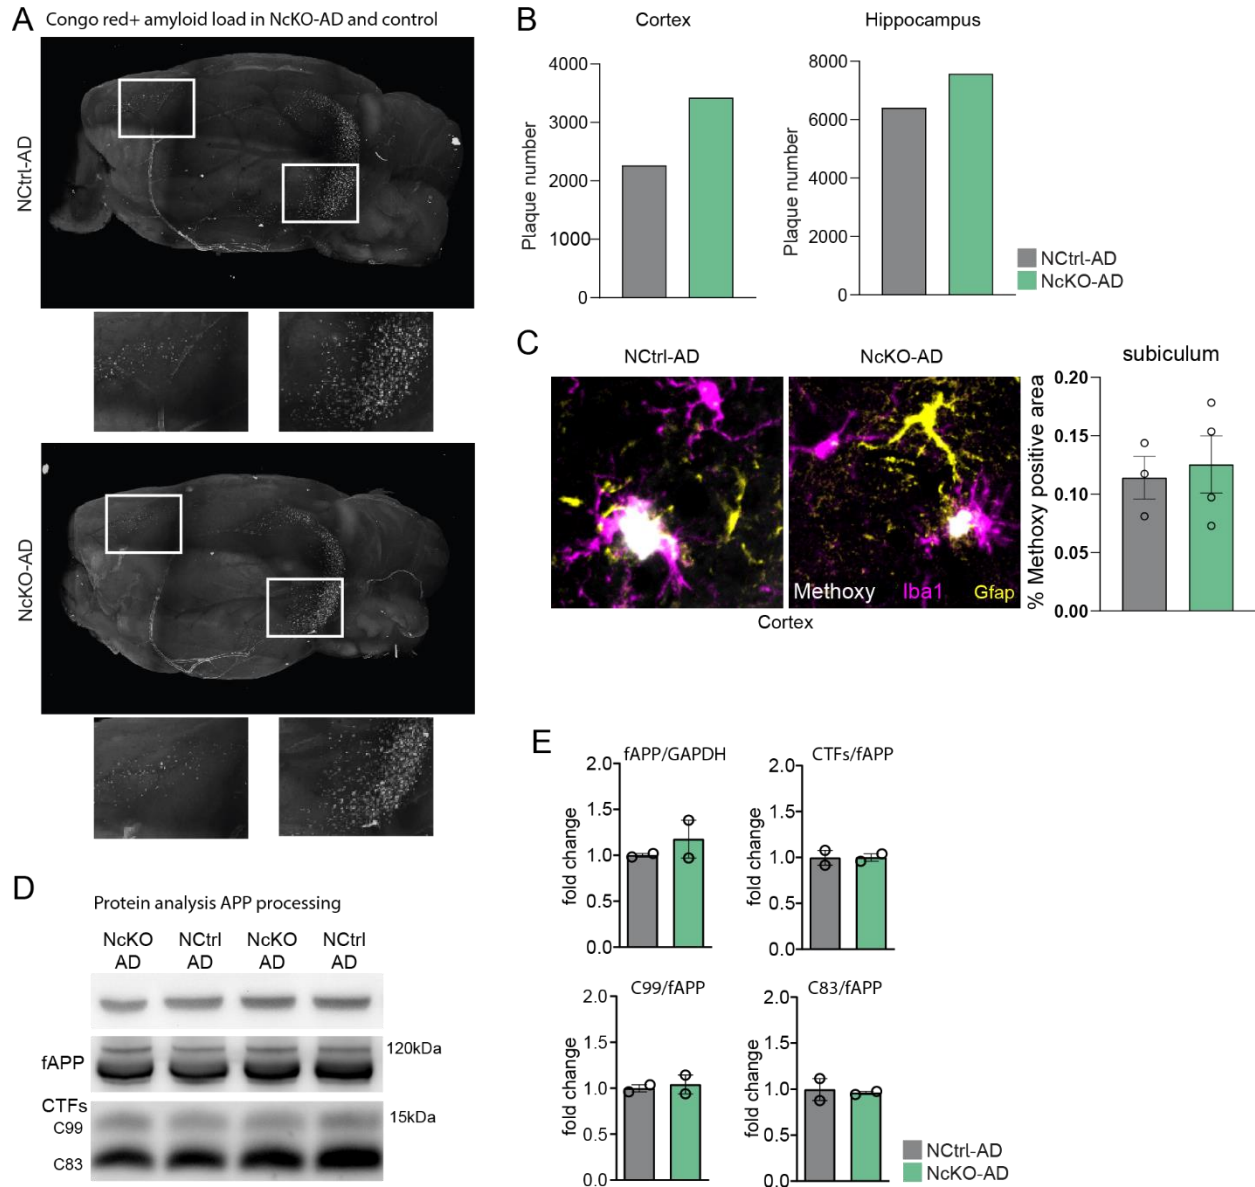 A
Congo red+ amyloid load in NcKO-AD and control
NCtrl-AD
NcKO-AD
B
Cortex
Plaque number
4000
3000
2000
1000
0
Hippocampus
Plaque number
8000
6000
4000
2000
0
NCtrl-AD
NcKO-AD
C
NCtrl-AD
NcKO-AD
Methoxy
Iba1
Gfap
Cortex
subiculum
% Methoxy positive area
0.20
0.15
0.10
0.05
0.00
D
Protein analysis APP processing
NcKO NCtrl NcKO NCtrl
AD AD AD AD
fAPP
120kDa
CTFs
C99
15kDa
C83
E
fAPP/GAPDH
fold change
2.0
1.5
1.0
0.5
0.0
CTFs/fAPP
fold change
2.0
1.5
1.0
0.5
0.0
C99/fAPP
fold change
2.0
1.5
1.0
0.5
0.0
C83/fAPP
fold change
2.0
1.5
1.0
0.5
0.0
NCtrl-AD
NcKO-AD